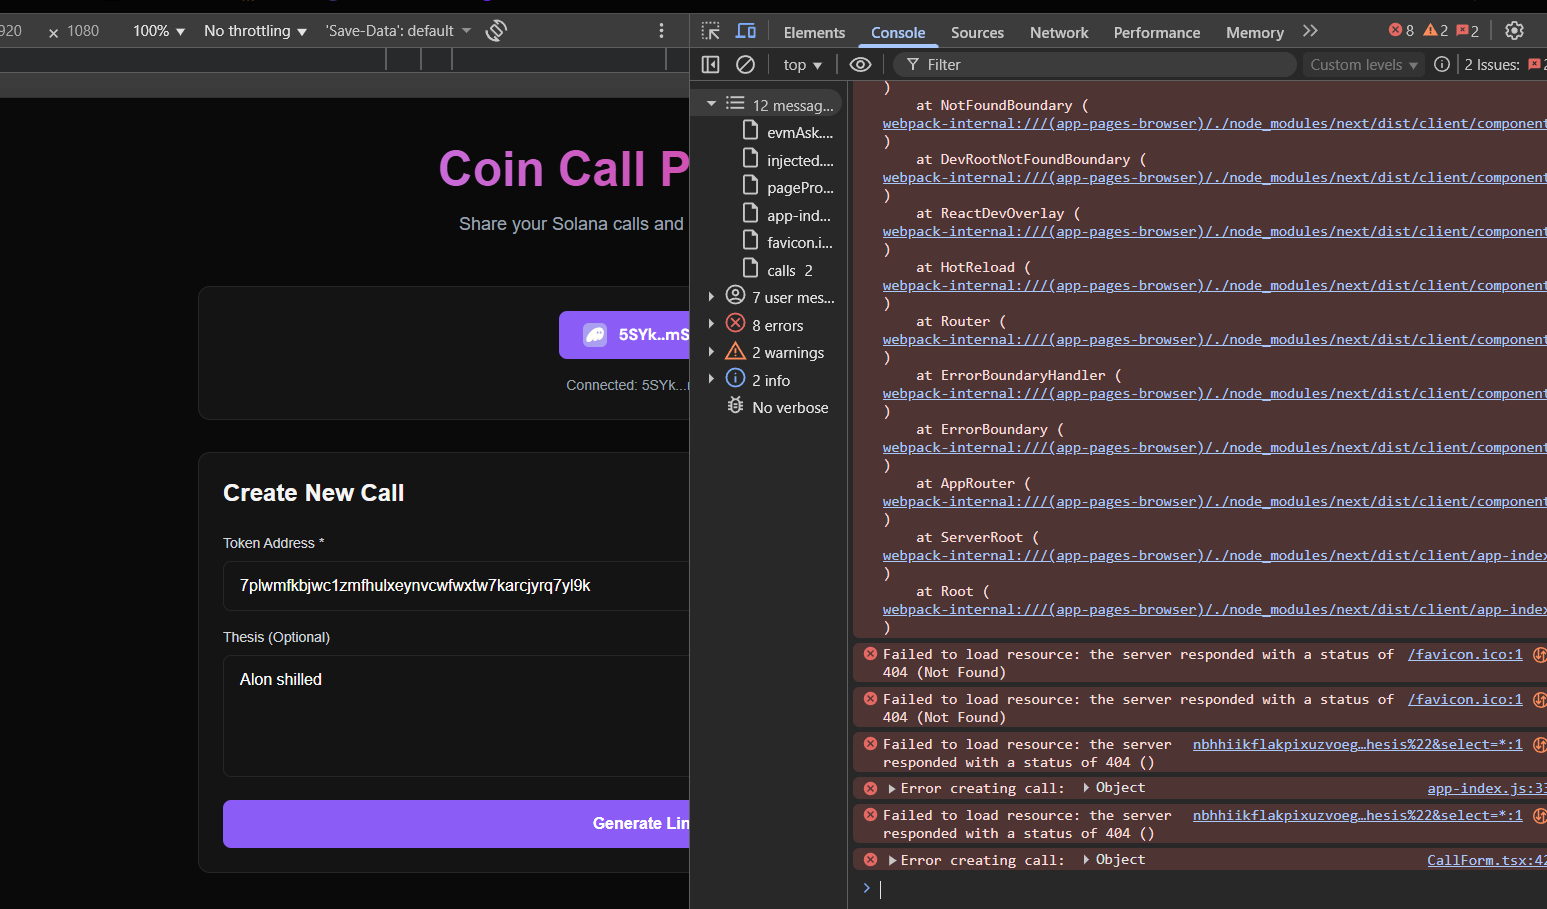 920 × 1080 100% No throttling 'Save-Data': default
Elements Console Sources Network Performance Memory 8 2 2
top Filter Custom levels 2 Issues: 2
Coin Call P
Share your Solana calls and
5SYk..mS
Connected: 5SYk...
Create New Call
Token Address *
7plwmfkbjwc1zmfhulxeynvcwfwxtw7karcjyrq7yl9k
Thesis (Optional)
Alon shilled
Generate Lin
12 messag...
evmAsk....
injected....
pagePro...
app-ind...
favicon.i...
calls 2
7 user mes...
8 errors
2 warnings
2 info
No verbose
)
at NotFoundBoundary (
webpack-internal:///(app-pages-browser)/./node_modules/next/dist/client/component
)
at DevRootNotFoundBoundary (
webpack-internal:///(app-pages-browser)/./node_modules/next/dist/client/component
)
at ReactDevOverlay (
webpack-internal:///(app-pages-browser)/./node_modules/next/dist/client/component
)
at HotReload (
webpack-internal:///(app-pages-browser)/./node_modules/next/dist/client/component
)
at Router (
webpack-internal:///(app-pages-browser)/./node_modules/next/dist/client/component
)
at ErrorBoundaryHandler (
webpack-internal:///(app-pages-browser)/./node_modules/next/dist/client/component
)
at ErrorBoundary (
webpack-internal:///(app-pages-browser)/./node_modules/next/dist/client/component
)
at AppRouter (
webpack-internal:///(app-pages-browser)/./node_modules/next/dist/client/component
)
at ServerRoot (
webpack-internal:///(app-pages-browser)/./node_modules/next/dist/client/app-index
)
at Root (
webpack-internal:///(app-pages-browser)/./node_modules/next/dist/client/app-index
)
Failed to load resource: the server responded with a status of /favicon.ico:1
404 (Not Found)
Failed to load resource: the server responded with a status of /favicon.ico:1
404 (Not Found)
Failed to load resource: the server nbhhiikflakpixuzvoeg…hesis%22&select=*:1
responded with a status of 404 ()
Error creating call: Object app-index.js:33
Failed to load resource: the server nbhhiikflakpixuzvoeg…hesis%22&select=*:1
responded with a status of 404 ()
Error creating call: Object CallForm.tsx:42